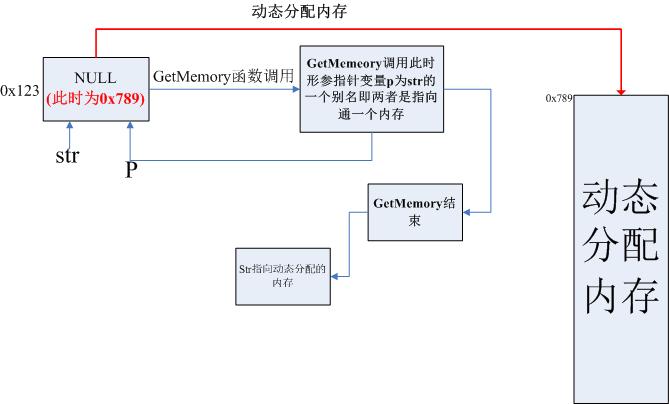 动态分配内存
NULL
(此时为0x789)
0x123
GetMemory函数调用
GetMemeory调用此时
形参指针变量p为str的
一个别名即两者是指向
通一个内存
0x789
str
P
动态
分配
内存
GetMemory结
束
Str指向动态分配的
内存